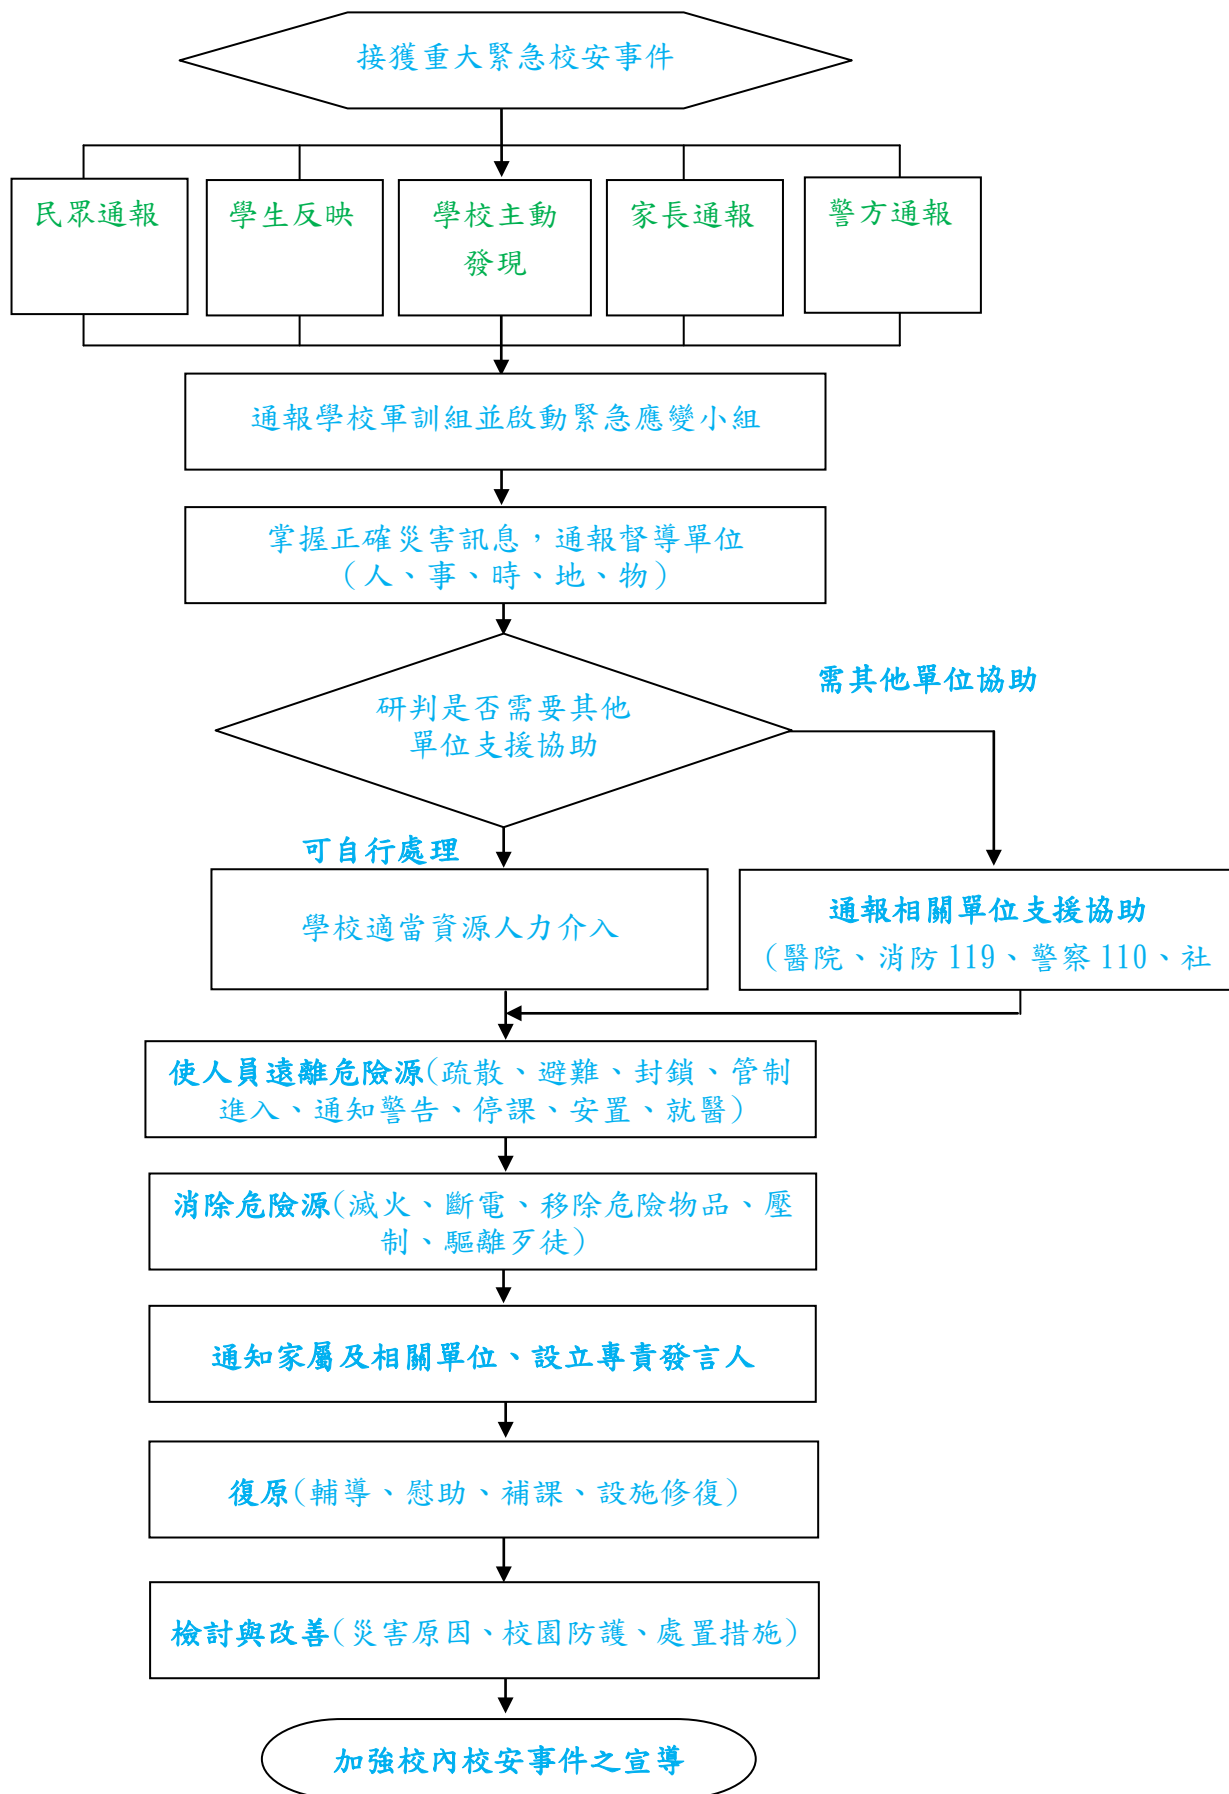 接獲重大緊急校安事件
民眾通報
學生反映
學校主動
發現
家長通報
警方通報
通報學校軍訓組並啟動緊急應變小組
掌握正確災害訊息，通報督導單位
（人、事、時、地、物）
研判是否需要其他
單位支援協助
需其他單位協助
可自行處理
學校適當資源人力介入
通報相關單位支援協助
（醫院、消防 119、警察 110、社
使人員遠離危險源(疏散、避難、封鎖、管制
進入、通知警告、停課、安置、就醫)
消除危險源(滅火、斷電、移除危險物品、壓
制、驅離歹徒)
通知家屬及相關單位、設立專責發言人
復原(輔導、慰助、補課、設施修復)
檢討與改善(災害原因、校園防護、處置措施)
加強校內校安事件之宣導